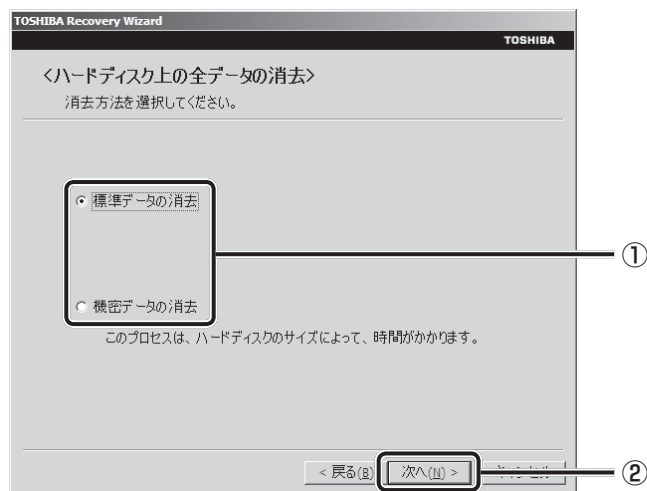 TOSHIBA Recovery Wizard
TOSHIBA
<ハードディスク上の全データの消去>
消去方法を選択してください。
標準データの消去
①
機密データの消去
このプロセスは、ハードディスクのサイズによって、時間がかかります。
< 戻る(B) 次へ(N) >
②